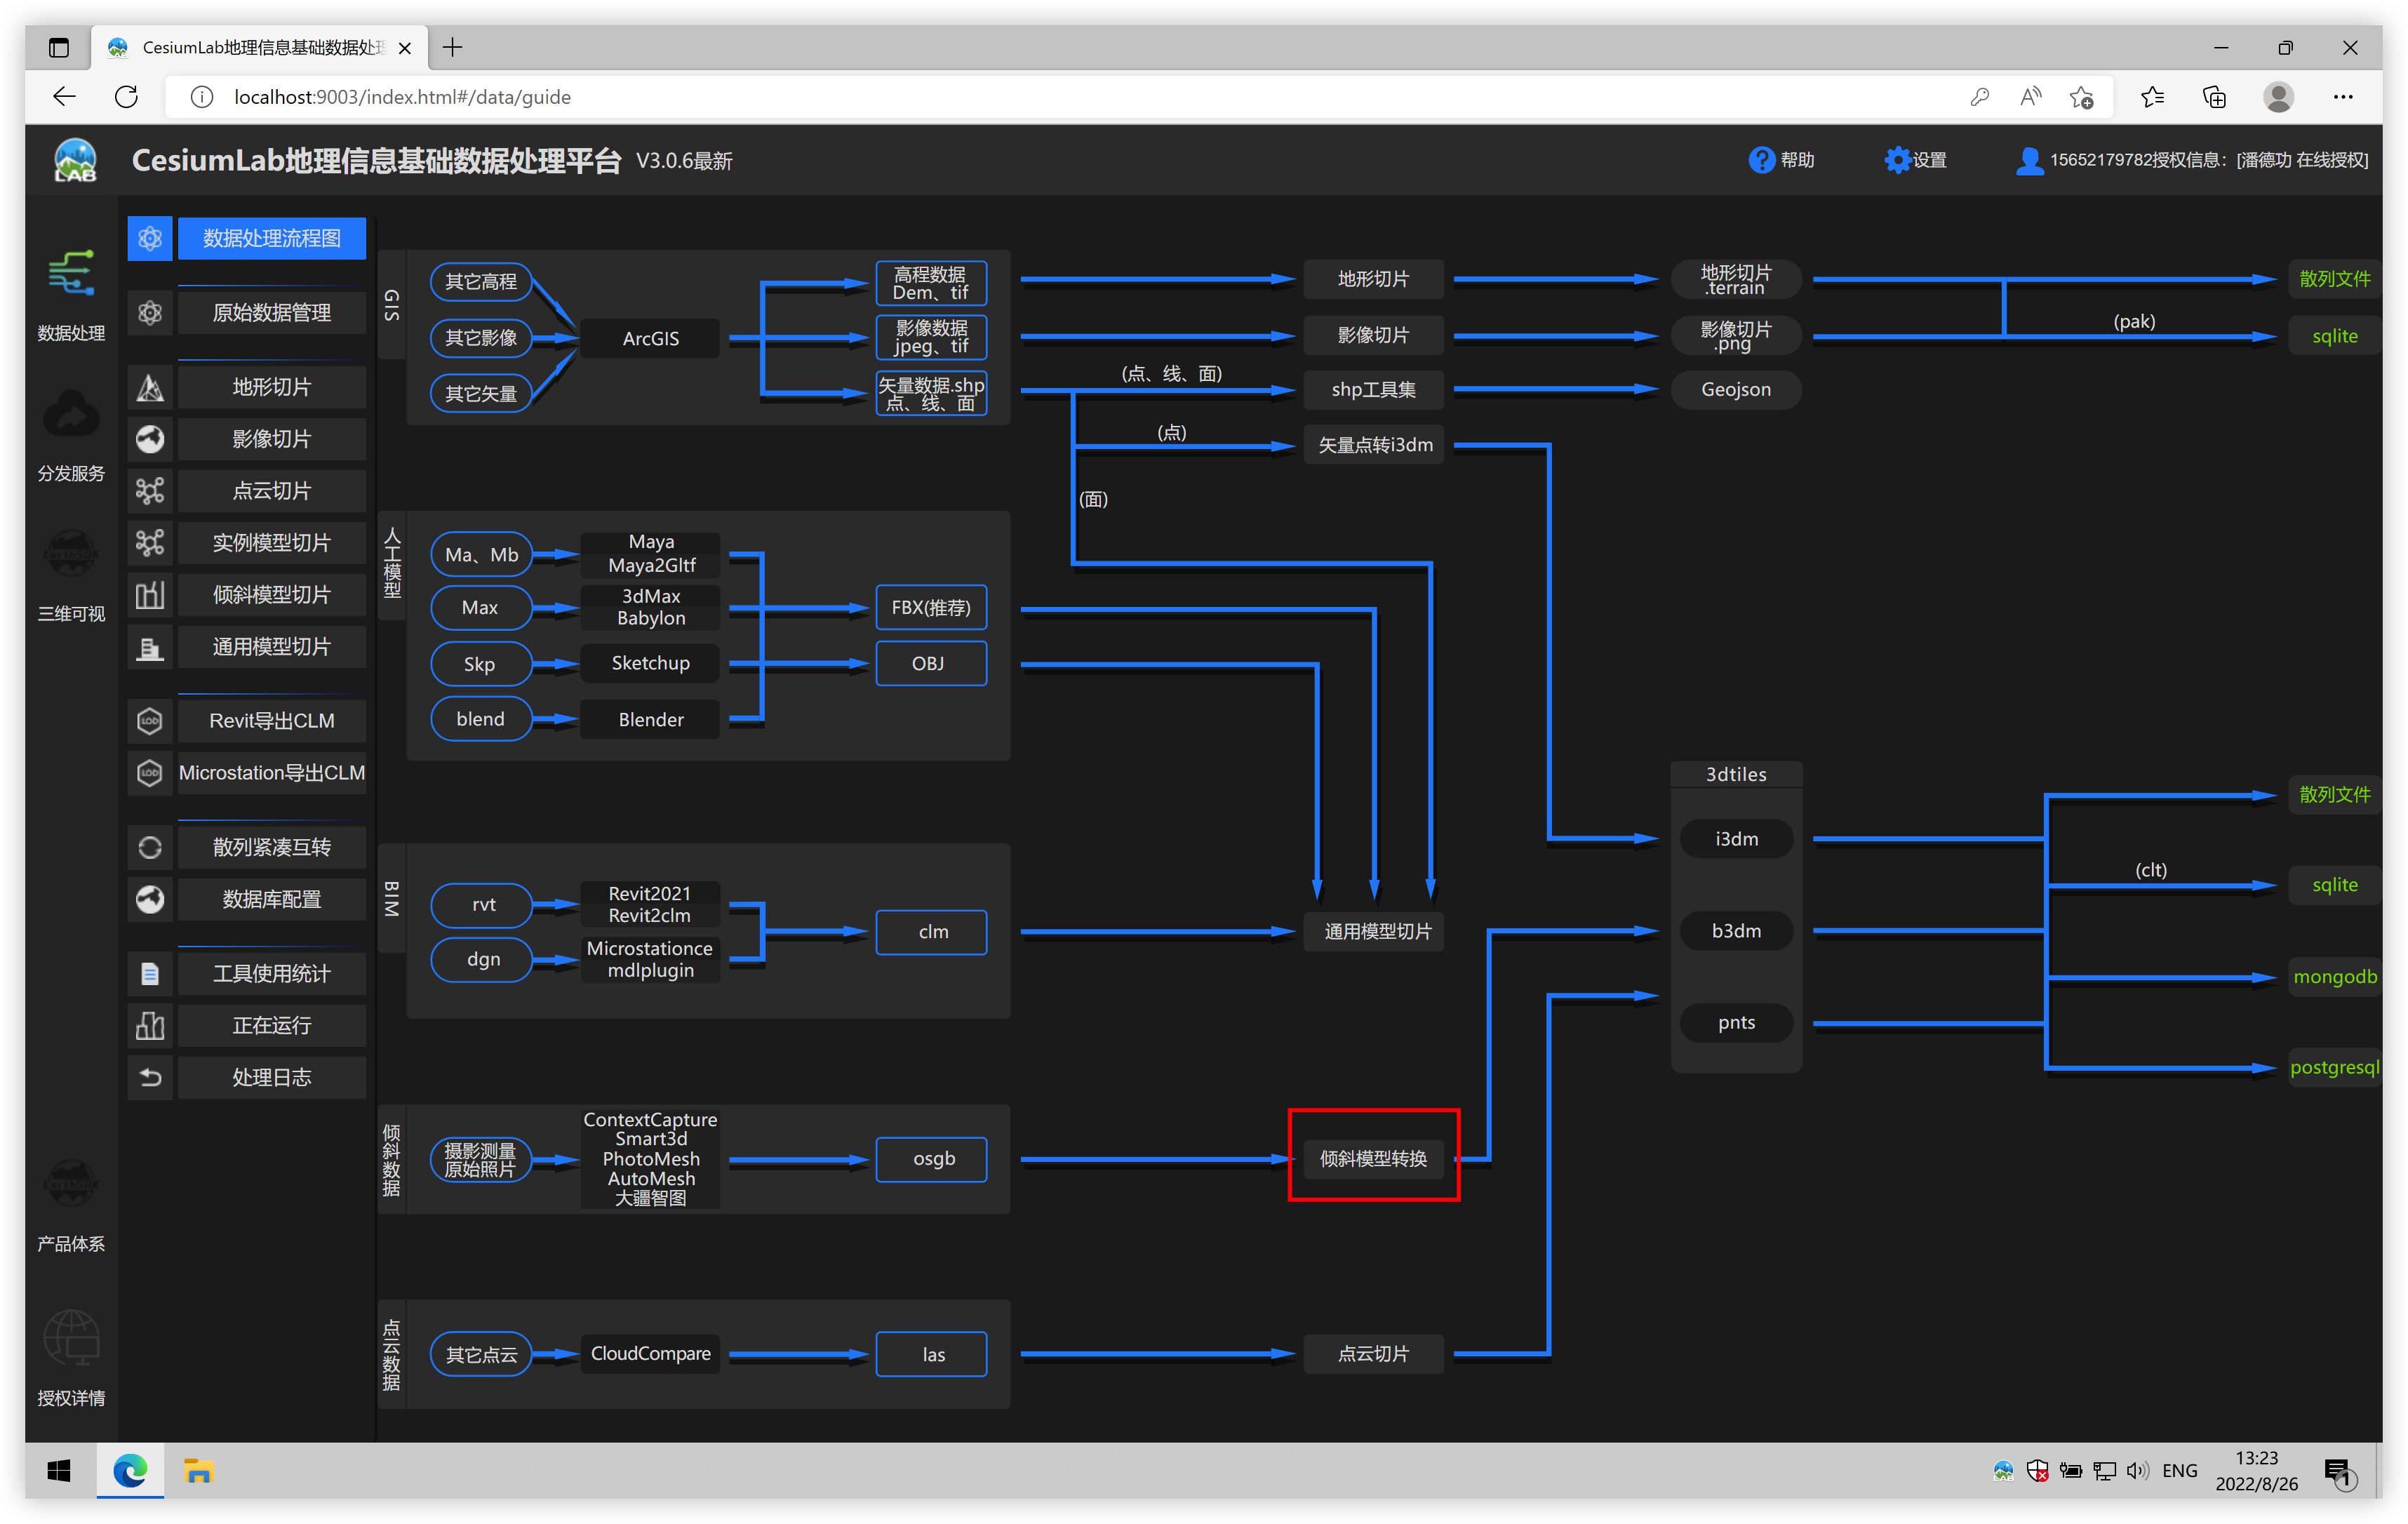 CesiumLab地理信息基础数据处理
localhost:9003/index.html#/data/guide
LAB
CesiumLab地理信息基础数据处理平台 V3.0.6最新
帮助
设置
15652179782授权信息：[潘德功 在线授权]
数据处理
分发服务
三维可视
产品体系
授权详情
数据处理流程图
原始数据管理
地形切片
影像切片
点云切片
实例模型切片
倾斜模型切片
通用模型切片
Revit导出CLM
Microstation导出CLM
散列紧凑互转
数据库配置
工具使用统计
正在运行
处理日志
GIS
其它高程
其它影像
其它矢量
ArcGIS
高程数据
Dem、tif
影像数据
jpeg、tif
矢量数据.shp
点、线、面
(点、线、面)
(点)
(面)
地形切片
影像切片
shp工具集
矢量点转i3dm
地形切片
.terrain
影像切片
.png
Geojson
(pak)
散列文件
sqlite
人工模型
Ma、Mb
Max
Skp
blend
Maya
Maya2Gltf
3dMax
Babylon
Sketchup
Blender
FBX(推荐)
OBJ
BIM
rvt
dgn
Revit2021
Revit2clm
Microstationce
mdlplugin
clm
通用模型切片
3dtiles
i3dm
b3dm
pnts
(clt)
散列文件
sqlite
mongodb
postgresql
倾斜数据
摄影测量
原始照片
ContextCapture
Smart3d
PhotoMesh
AutoMesh
大疆智图
osgb
倾斜模型转换
点云数据
其它点云
CloudCompare
las
点云切片
ENG
13:23
2022/8/26
1